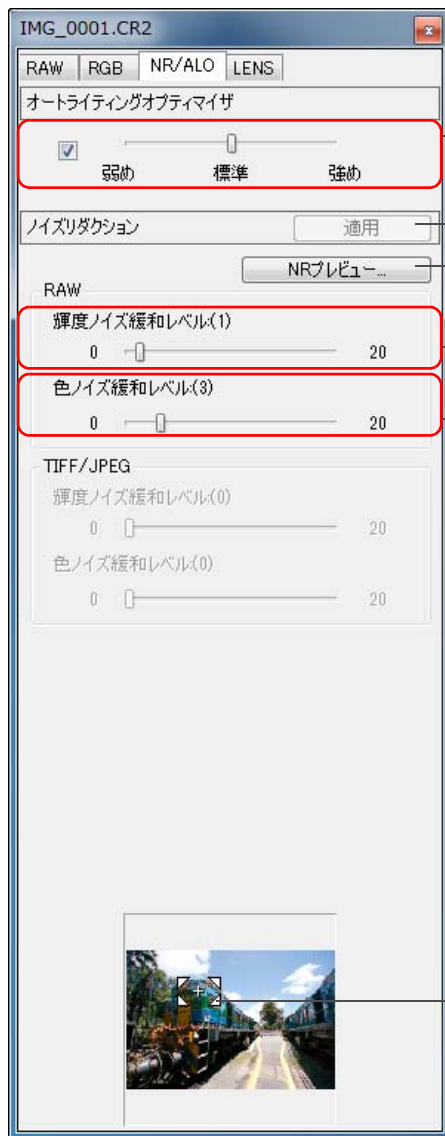 IMG_0001.CR2
RAW RGB NR/ALO LENS
オートライティングオプティマイザ
弱め 標準 強め
ノイズリダクション 適用
NRプレビュー...
RAW
輝度ノイズ緩和レベル:(1)
0 20
色ノイズ緩和レベル:(3)
0 20
TIFF/JPEG
輝度ノイズ緩和レベル:(0)
0 20
色ノイズ緩和レベル:(0)
0 20